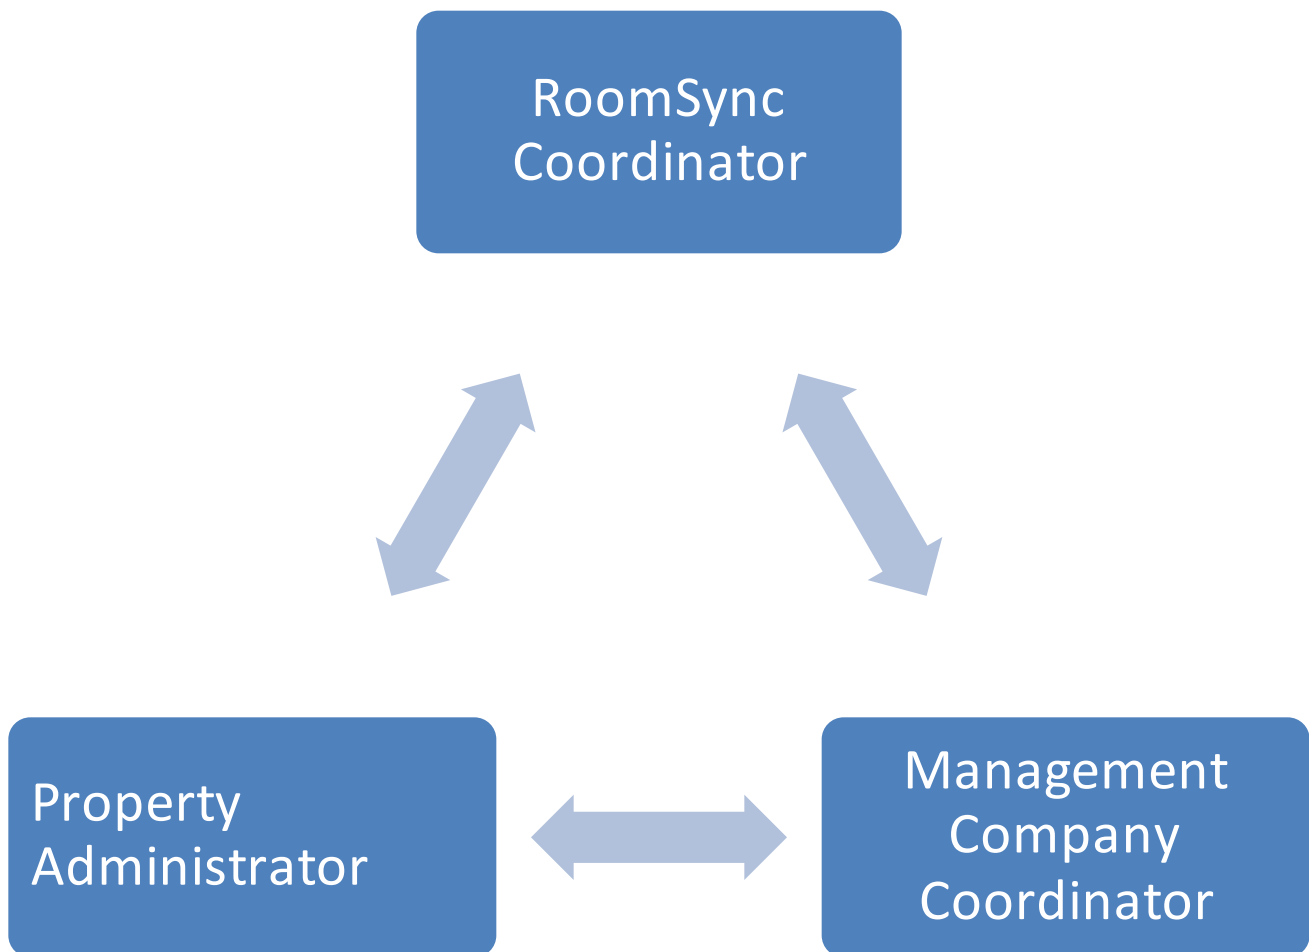 RoomSync
Coordinator
Property
Administrator
Management
Company
Coordinator